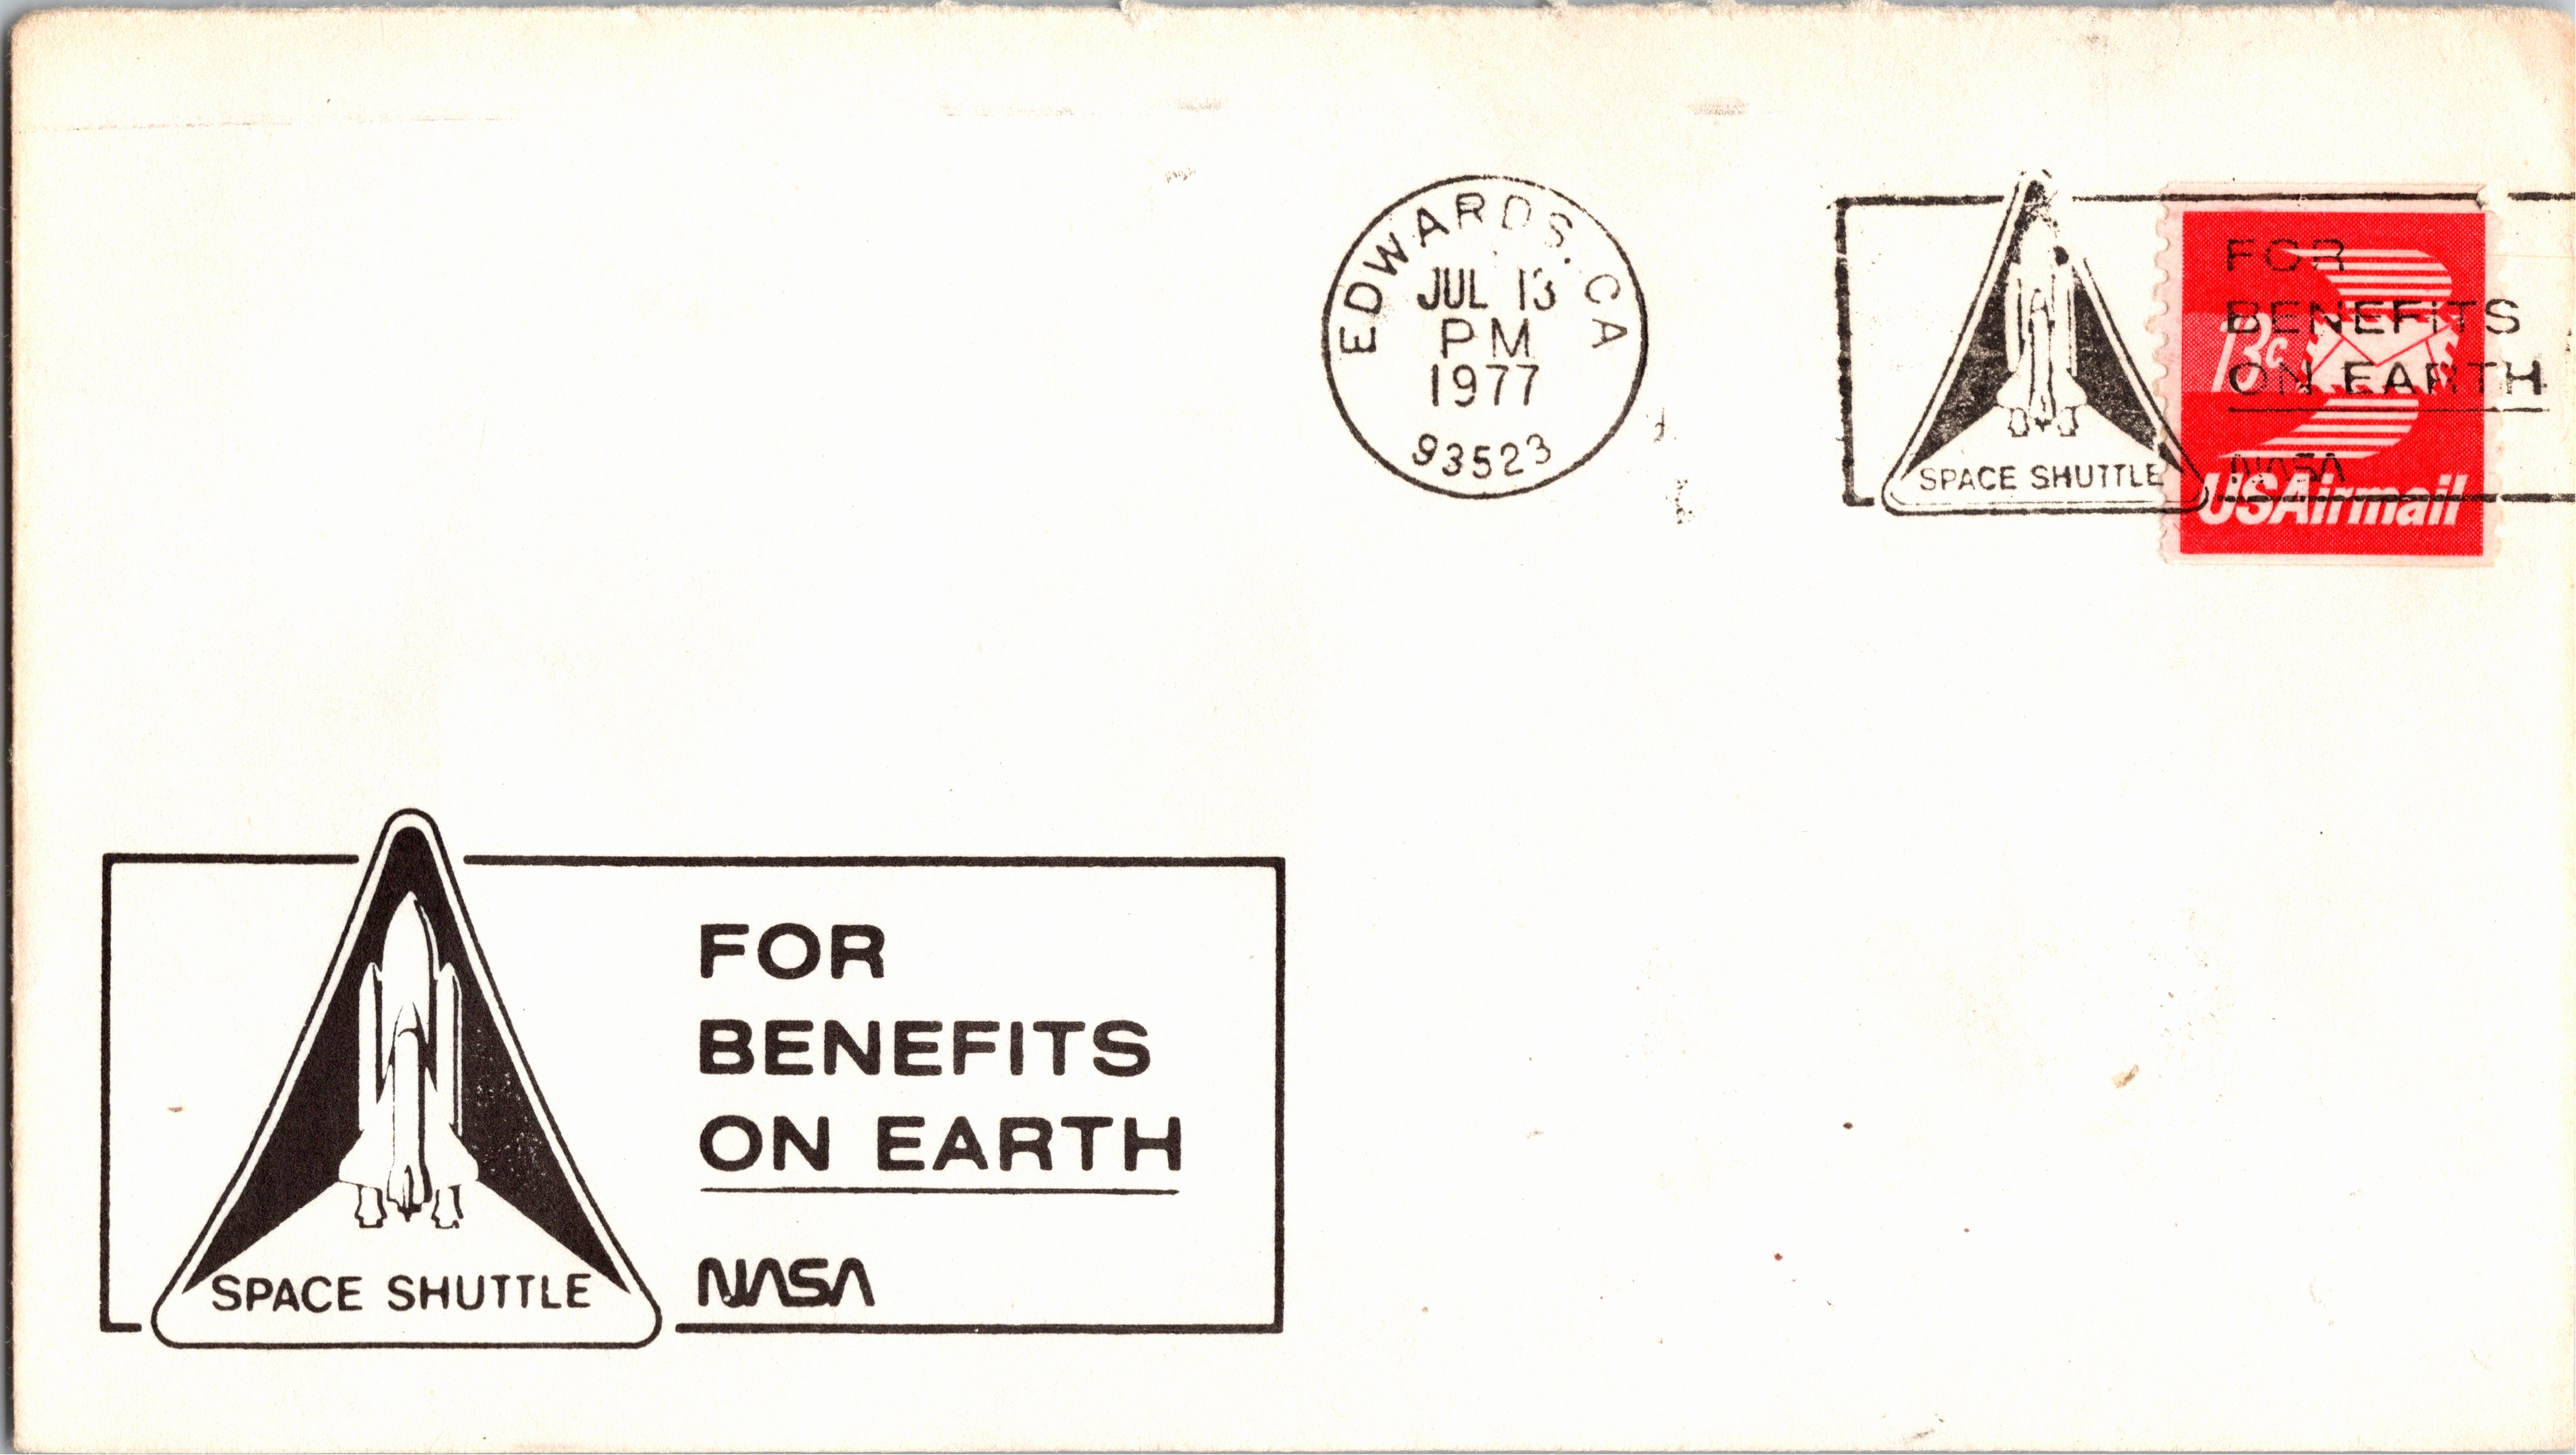 EDWARDS. CA
JUL 13
PM
1977
93523
SPACE SHUTTLE
FOR
BENEFITS
ON EARTH
NASA
13c
USAirmail
FOR
BENEFITS
ON EARTH
NASA
SPACE SHUTTLE